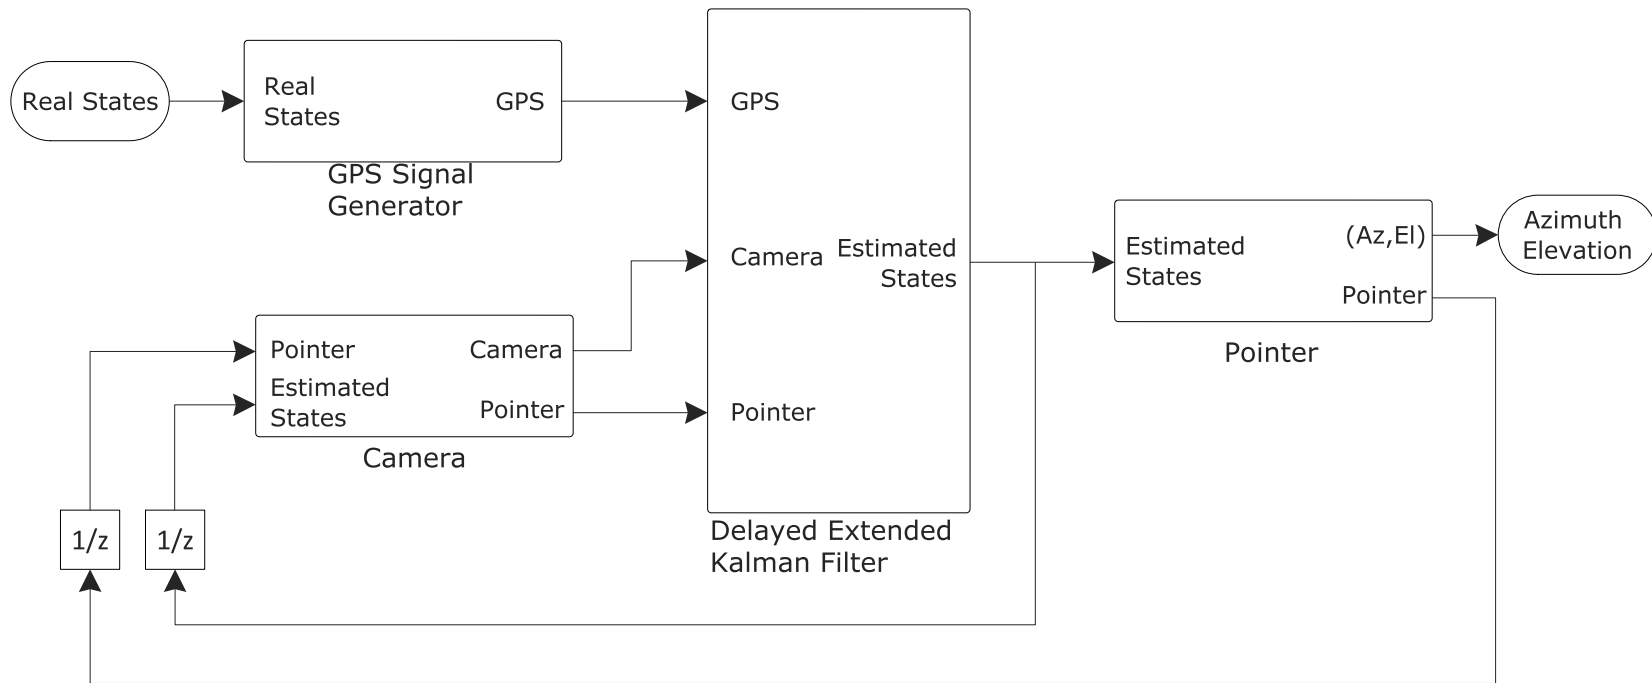 Real States
Real
States
GPS
GPS Signal
Generator
GPS
Camera
Estimated
States
Pointer
Delayed Extended
Kalman Filter
Pointer
Estimated
States
Camera
Pointer
Camera
1/z
1/z
Estimated
States
(Az,El)
Pointer
Pointer
Azimuth
Elevation